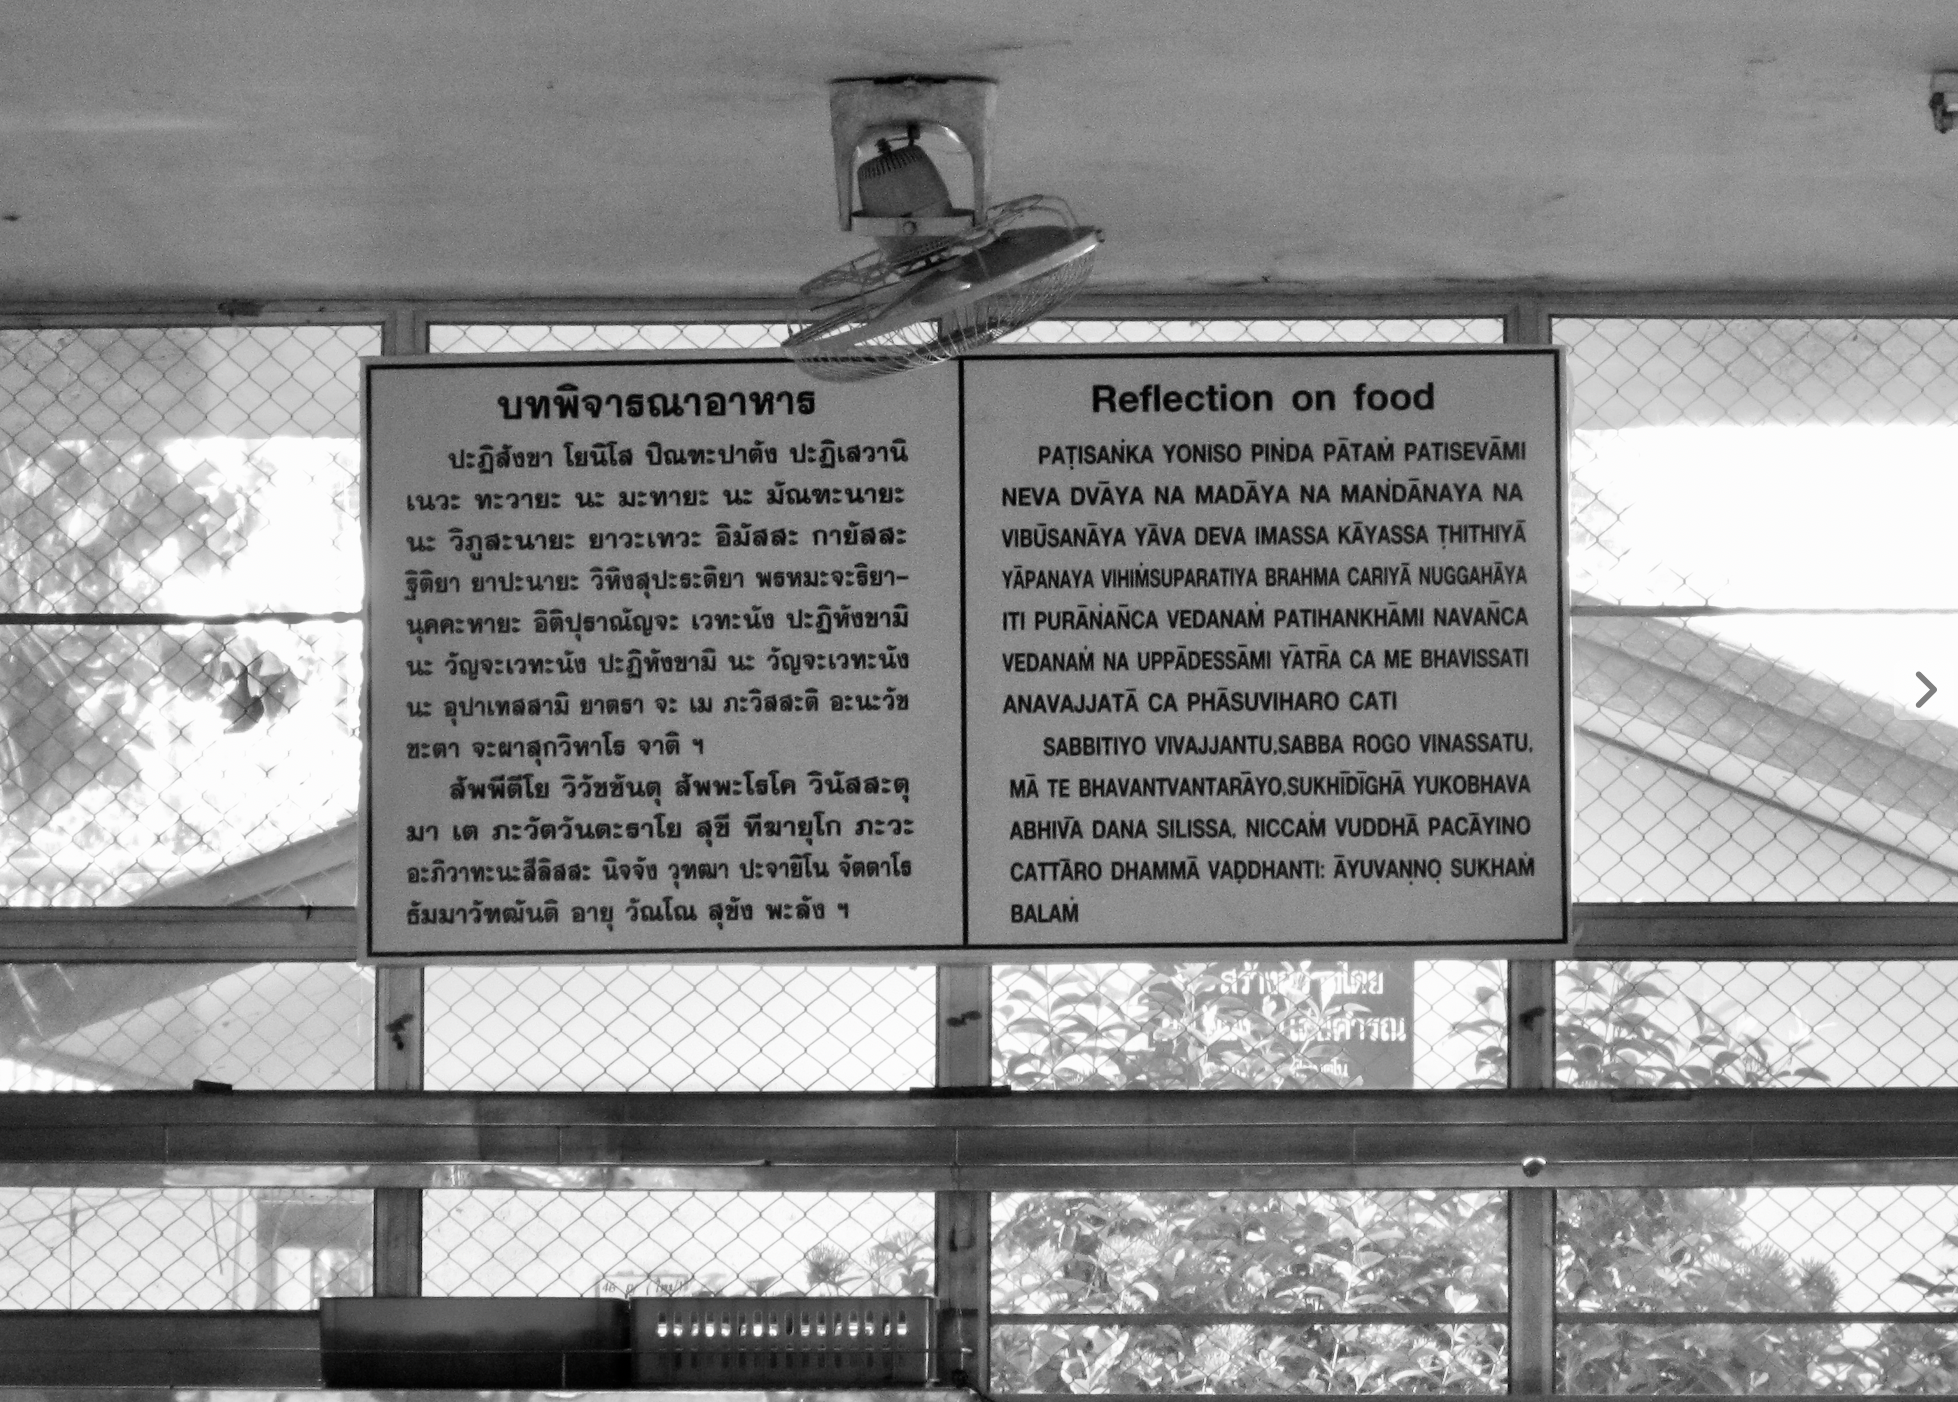 บทพิจารณาอาหาร
ปะฏิสังขา โยนิโส ปิณฑะปาตัง ปะฏิเสวานิ
เนวะ ทะวายะ นะ มะทายะ นะ มัณฑะนายะ
นะ วิภูสะนายะ ยาวะเทวะ อิมัสสะ กายัสสะ
ฐิติยา ยาปะนายะ วิหิงสุปะระติยา พรหมะจะริยา-
นุคคะหายะ อิติปุราณัญจะ เวทะนัง ปะฏิหังขามิ
นะ วัญจะเวทะนัง ปะฏิหังขามิ นะ วัญจะเวทะนัง
นะ อุปาเทสสามิ ยาตรา จะ เม ภะวิสสะติ อะนะวัช
ชะตา จะผาสุกวิหาโร จาติ ฯ
สัพพีตีโย วิวัชชันตุ สัพพะโรโค วินัสสะตุ
มา เต ภะวัตวันตะราโย สุขี ทีฆายุโก ภะวะ
อะภิวาทะนะสีลิสสะ นิจจัง วุฑฒา ปะจายิโน จัตตาโร
ธัมมาวัฑฒันติ อายุ วัณโณ สุขัง พะลัง ฯ
Reflection on food
PAṬISAṄKA YONISO PIṄDA PĀTAṀ PATISEVĀMI
NEVA DVĀYA NA MADĀYA NA MAṄDĀNAYA NA
VIBŪSANĀYA YĀVA DEVA IMASSA KĀYASSA ṬHITHIYĀ
YĀPANAYA VIHIṀSUPARATIYA BRAHMA CARIYĀ NUGGAHĀYA
ITI PURĀṄAÑCA VEDANAṀ PATIHANKHĀMI NAVAÑCA
VEDANAṀ NA UPPĀDESSĀMI YĀTR̄A CA ME BHAVISSATI
ANAVAJJATĀ CA PHĀSUVIHARO CATI
SABBITIYO VIVAJJANTU,SABBA ROGO VINASSATU,
MĀ TE BHAVANTVANTARĀYO,SUKHĪDĪGHĀ YUKOBHAVA
ABHIV̄A DANA SILISSA, NICCAṀ VUDDHĀ PACĀYINO
CATTĀRO DHAMMĀ VAḌDHANTI: ĀYUVAṆṆỌ SUKHAṀ
BALAṀ